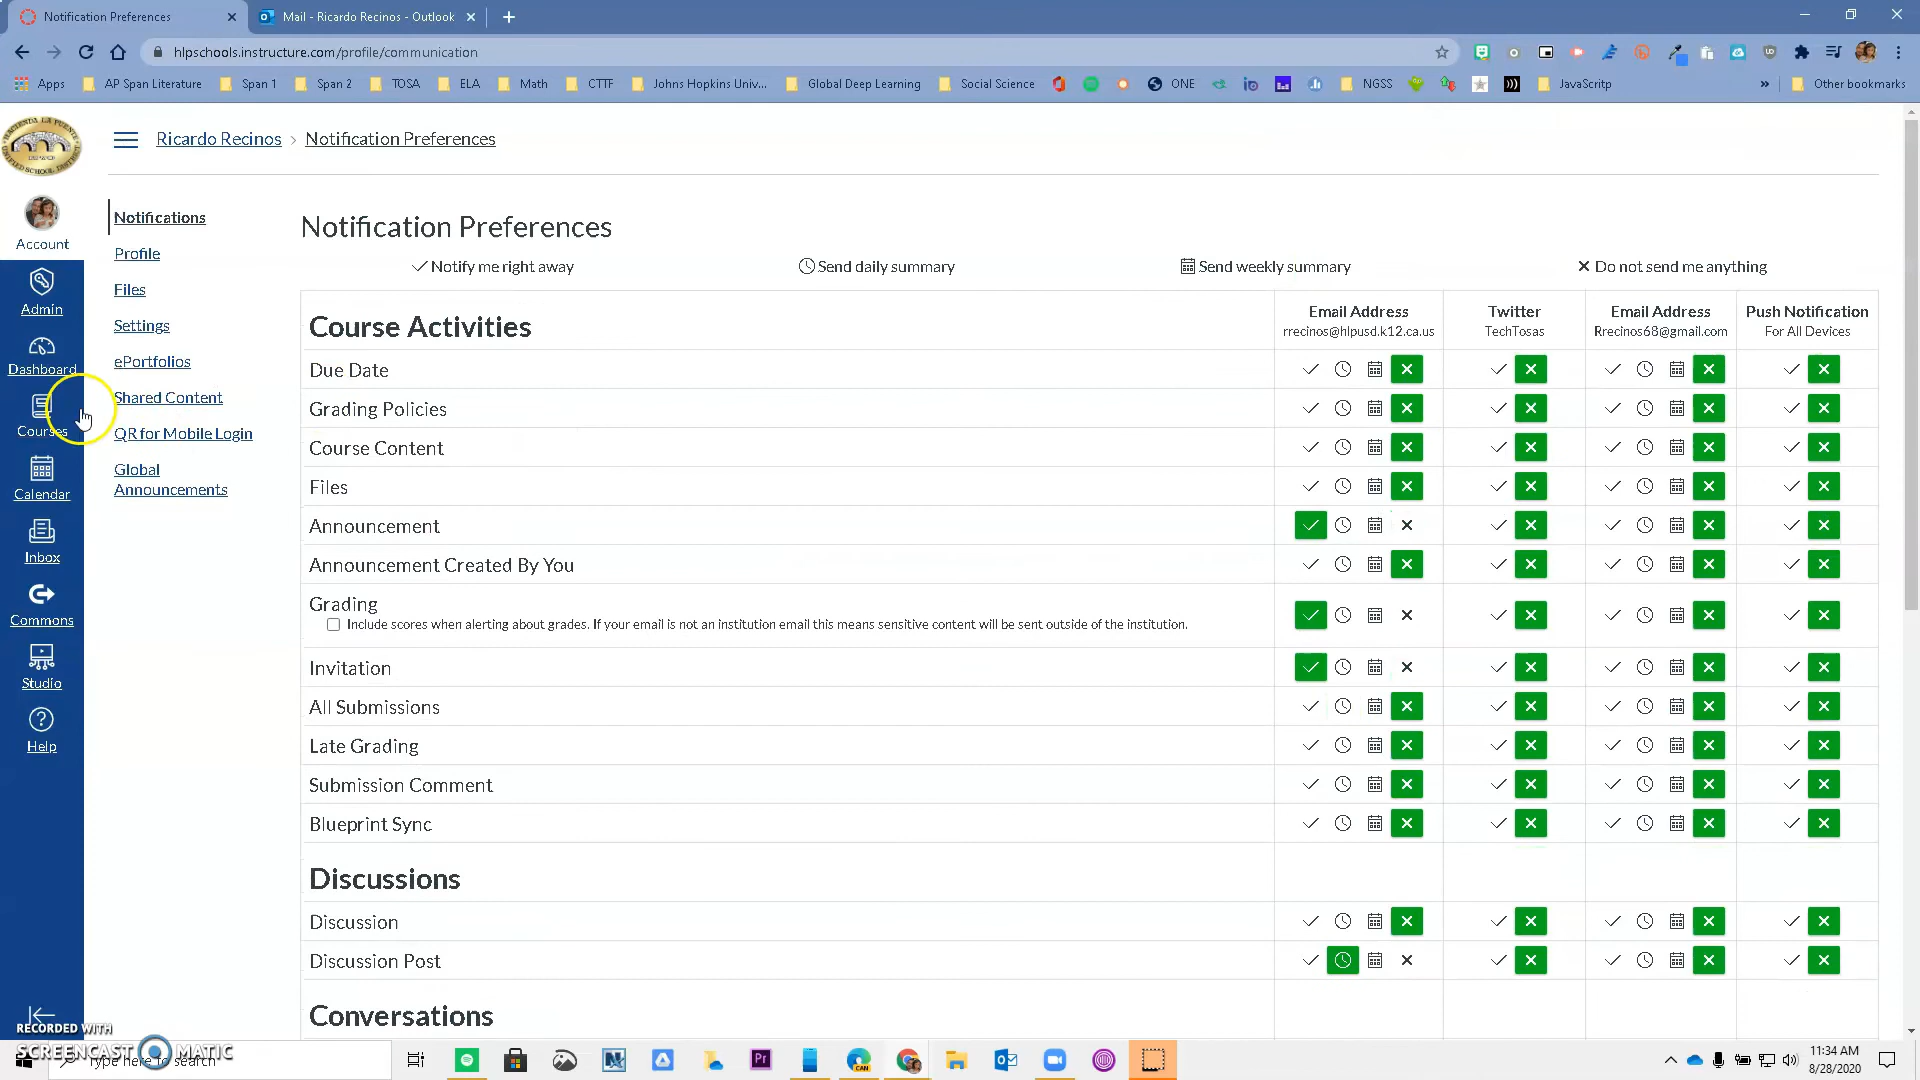 Notification Preferences
Mail - Ricardo Recinos - Outlook
hlpschools.instructure.com/profile/communication
Apps AP Span Literature Span 1 Span 2 TOSA ELA Math CTTF Johns Hopkins Univ... Global Deep Learning Social Science ONE NGSS JavaScritp » Other bookmarks
Ricardo Recinos > Notification Preferences
Account
Admin
Dashboard
Courses
Calendar
Inbox
Commons
Studio
Help
Notifications
Profile
Files
Settings
ePortfolios
Shared Content
QR for Mobile Login
Global
Announcements
Notification Preferences
Notify me right away
Send daily summary
Send weekly summary
Do not send me anything
Course Activities
Email Address
rrecinos@hlpusd.k12.ca.us
Twitter
TechTosas
Email Address
Rrecinos68@gmail.com
Push Notification
For All Devices
Due Date
Grading Policies
Course Content
Files
Announcement
Announcement Created By You
Grading
Include scores when alerting about grades. If your email is not an institution email this means sensitive content will be sent outside of the institution.
Invitation
All Submissions
Late Grading
Submission Comment
Blueprint Sync
Discussions
Discussion
Discussion Post
Conversations
RECORDED WITH
SCREENCAST MATIC
Type here to search
Pr
CAN
11:34 AM
8/28/2020